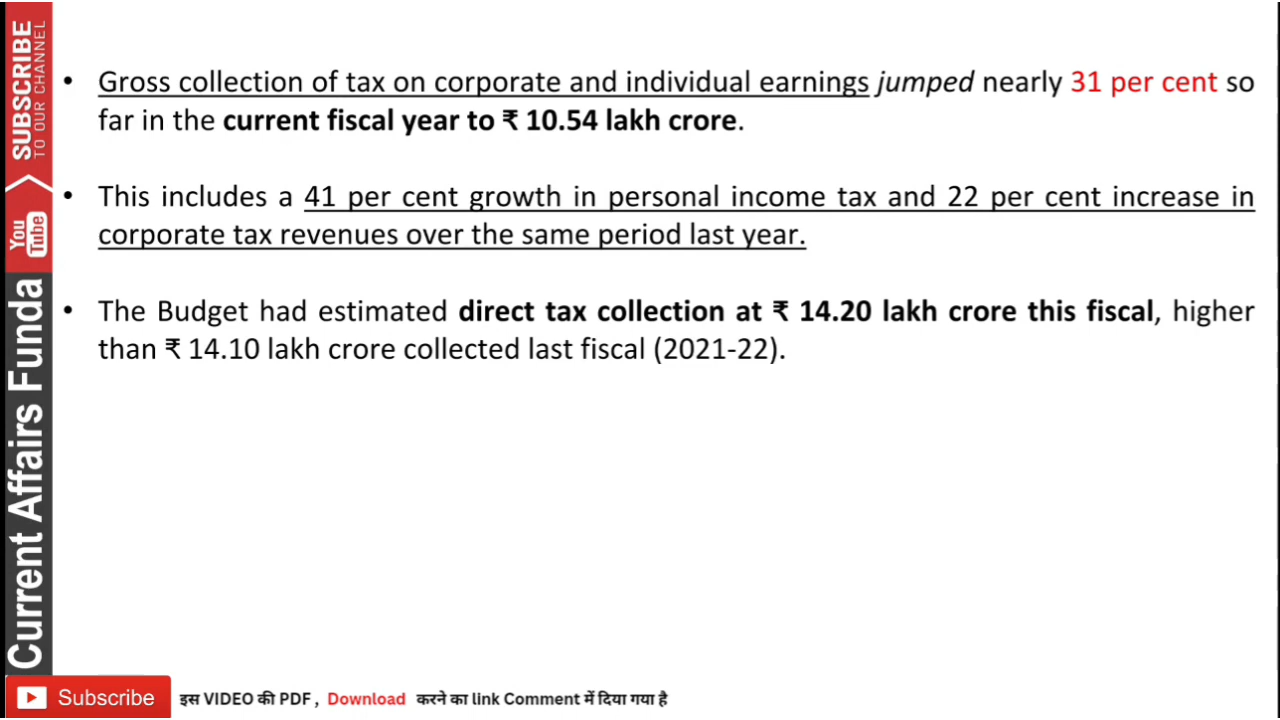 SUBSCRIBE
TO OUR CHANNEL
You
Tube
Current Affairs Funda
• Gross collection of tax on corporate and individual earnings jumped nearly 31 per cent so
far in the current fiscal year to ₹ 10.54 lakh crore.
• This includes a 41 per cent growth in personal income tax and 22 per cent increase in
corporate tax revenues over the same period last year.
• The Budget had estimated direct tax collection at ₹ 14.20 lakh crore this fiscal, higher
than ₹ 14.10 lakh crore collected last fiscal (2021-22).
Subscribe इस VIDEO की PDF , Download करने का link Comment में दिया गया है